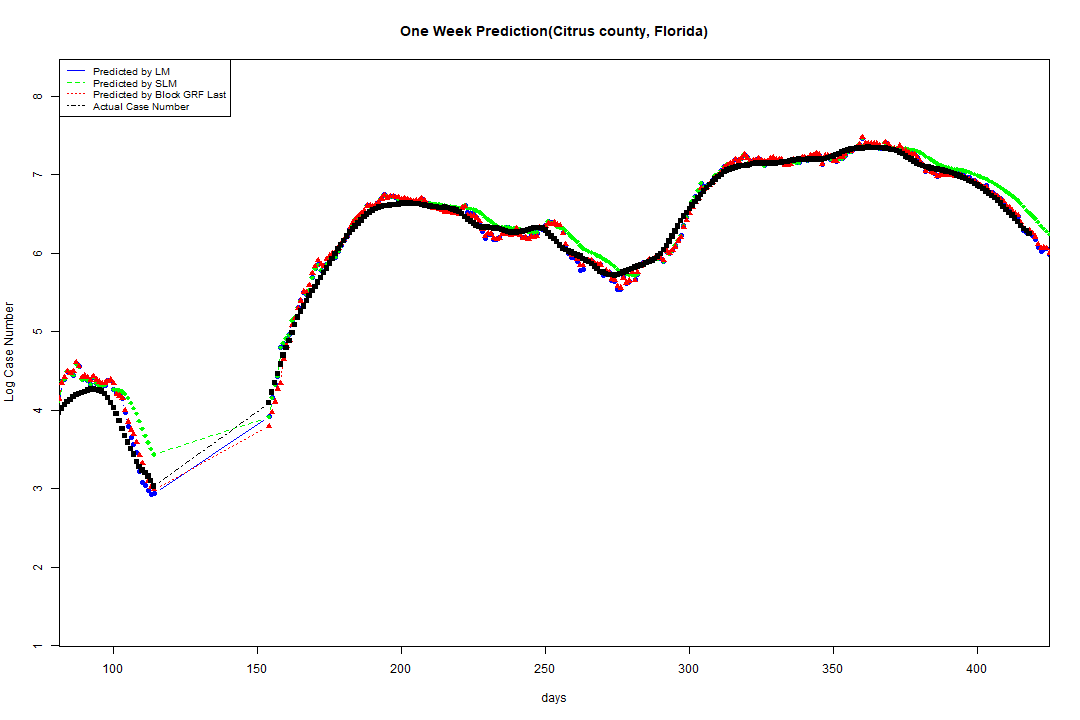 One Week Prediction(Citrus county, Florida)
Predicted by LM
Predicted by SLM
Predicted by Block GRF Last
Actual Case Number
8
7
6
5
4
3
2
1
Log Case Number
100 150 200 250 300 350 400
days